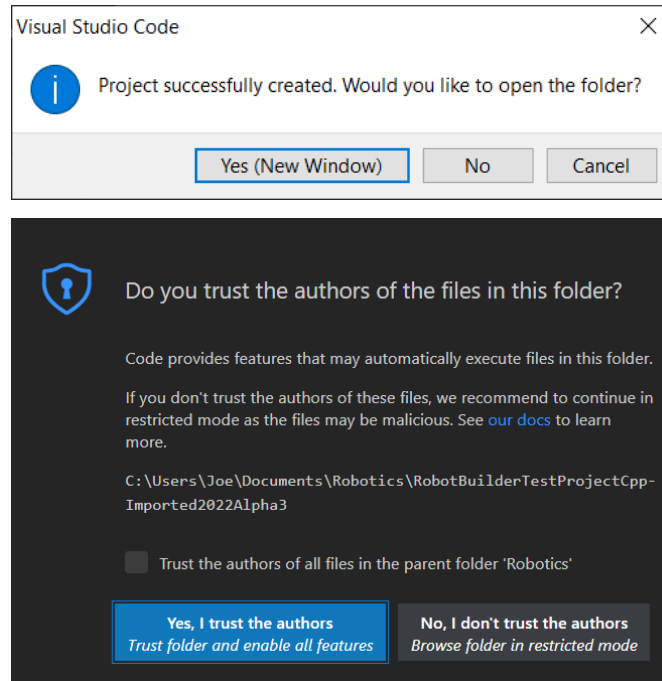 Visual Studio Code
Project successfully created. Would you like to open the folder?
Yes (New Window)
No
Cancel
Do you trust the authors of the files in this folder?
Code provides features that may automatically execute files in this folder.
If you don't trust the authors of these files, we recommend to continue in
restricted mode as the files may be malicious. See our docs to learn
more.
C:\Users\Joe\Documents\Robotics\RobotBuilderTestProjectCpp-
Imported2022Alpha3
Trust the authors of all files in the parent folder 'Robotics'
Yes, I trust the authors
Trust folder and enable all features
No, I don't trust the authors
Browse folder in restricted mode